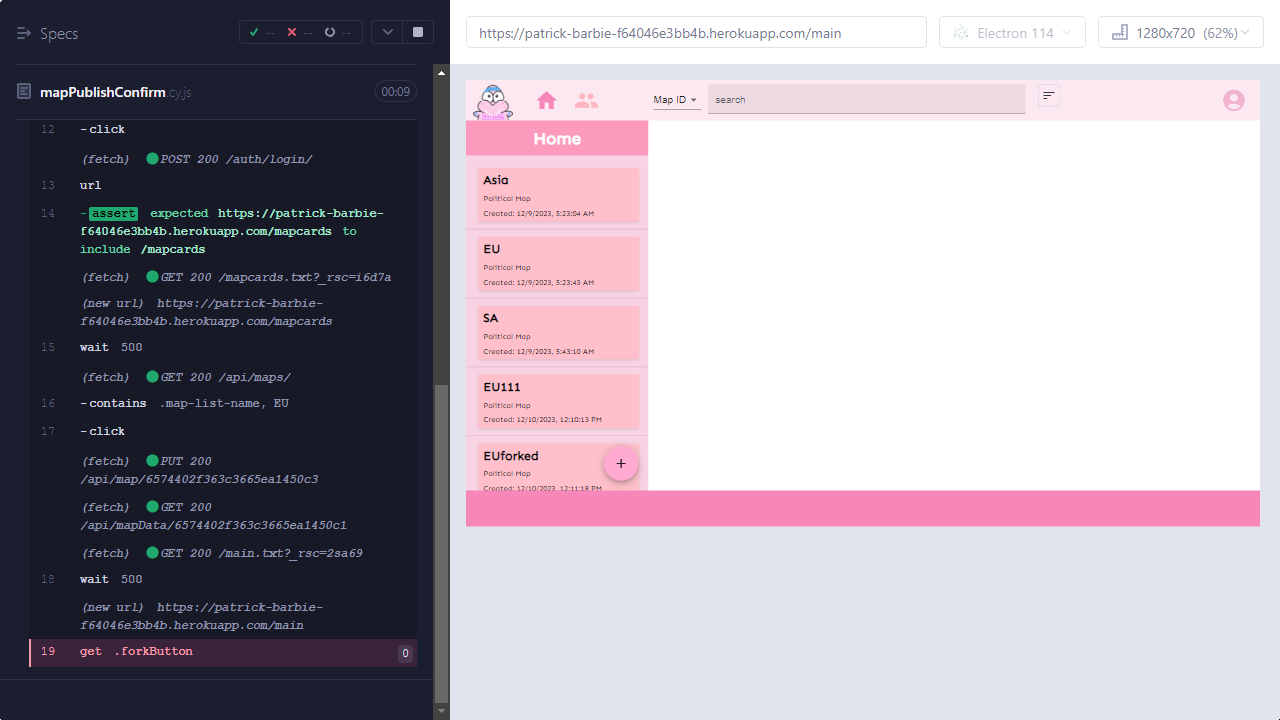 Specs
-- -- --
mapPublishConfirm.cy.js
00:09
12 -click
(fetch) POST 200 /auth/login/
13 url
14 -assert expected https://patrick-barbie-
f64046e3bb4b.herokuapp.com/mapcards to
include /mapcards
(fetch) GET 200 /mapcards.txt?_rsc=i6d7a
(new url) https://patrick-barbie-
f64046e3bb4b.herokuapp.com/mapcards
15 wait 500
(fetch) GET 200 /api/maps/
16 -contains .map-list-name, EU
17 -click
(fetch) PUT 200
/api/map/6574402f363c3665ea1450c3
(fetch) GET 200
/api/mapData/6574402f363c3665ea1450c1
(fetch) GET 200 /main.txt?_rsc=2sa69
18 wait 500
(new url) https://patrick-barbie-
f64046e3bb4b.herokuapp.com/main
19 get .forkButton 0
https://patrick-barbie-f64046e3bb4b.herokuapp.com/main
Electron 114
1280x720 (62%)
Map ID
search
Home
Asia
Political Map
Created: 12/9/2023, 5:23:04 AM
EU
Political Map
Created: 12/9/2023, 5:23:43 AM
SA
Political Map
Created: 12/9/2023, 5:43:10 AM
EU111
Political Map
Created: 12/10/2023, 12:10:13 PM
EUforked
Political Map
Created: 12/10/2023, 12:11:18 PM
+